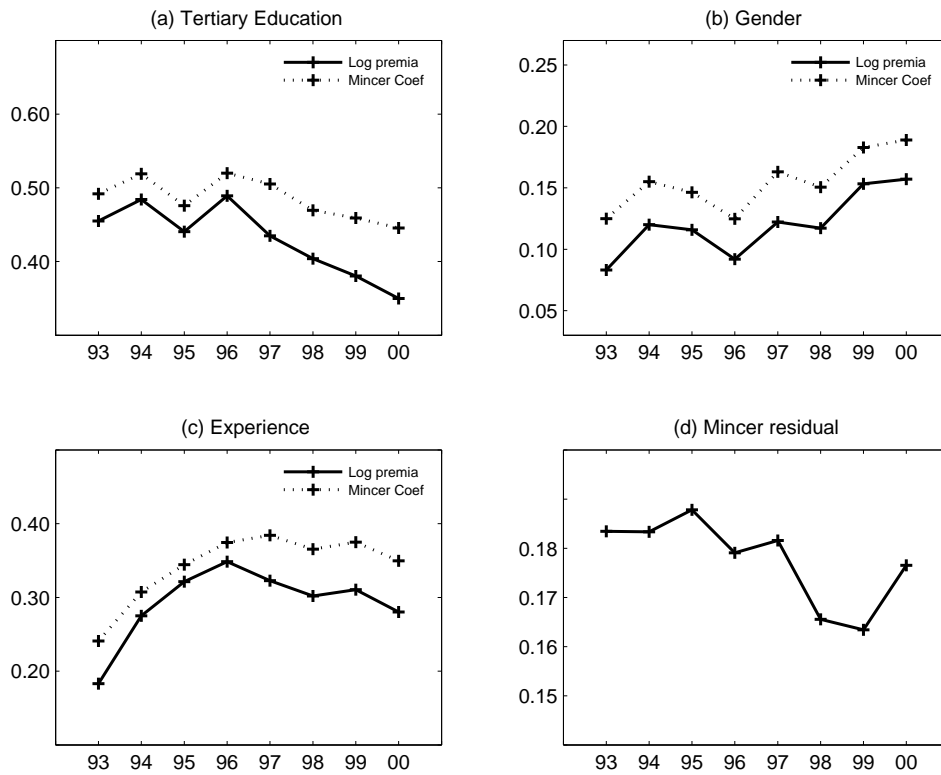 (a) Tertiary Education
Log premia
Mincer Coef
0.60
0.50
0.40
93 94 95 96 97 98 99 00
(b) Gender
Log premia
Mincer Coef
0.25
0.20
0.15
0.10
0.05
93 94 95 96 97 98 99 00
(c) Experience
Log premia
Mincer Coef
0.40
0.30
0.20
93 94 95 96 97 98 99 00
(d) Mincer residual
0.18
0.17
0.16
0.15
93 94 95 96 97 98 99 00